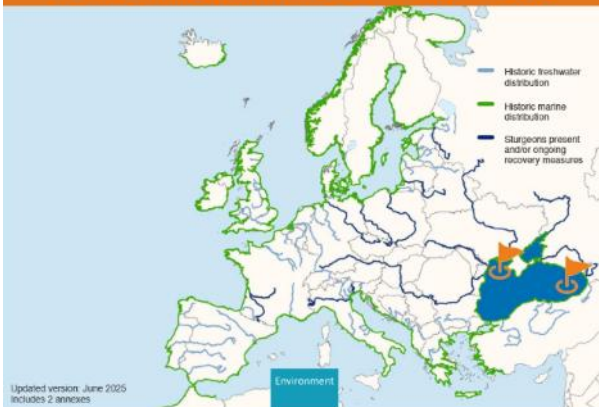 Historic freshwater
distribution
Historic marine
distribution
Sturgeons present
and/or ongoing
recovery measures
Environment
Updated version: June 2025
Includes 2 annexes